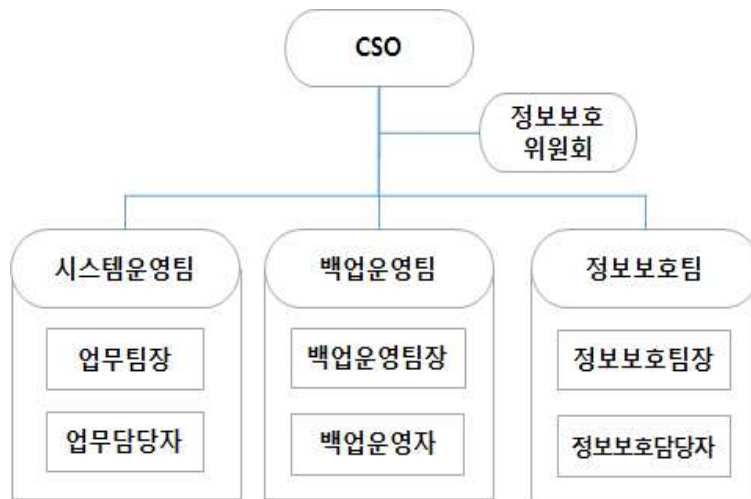 CSO
정보보호
위원회
시스템운영팀
백업운영팀
정보보호팀
업무팀장
백업운영팀장
정보보호팀장
업무담당자
백업운영자
정보보호담당자